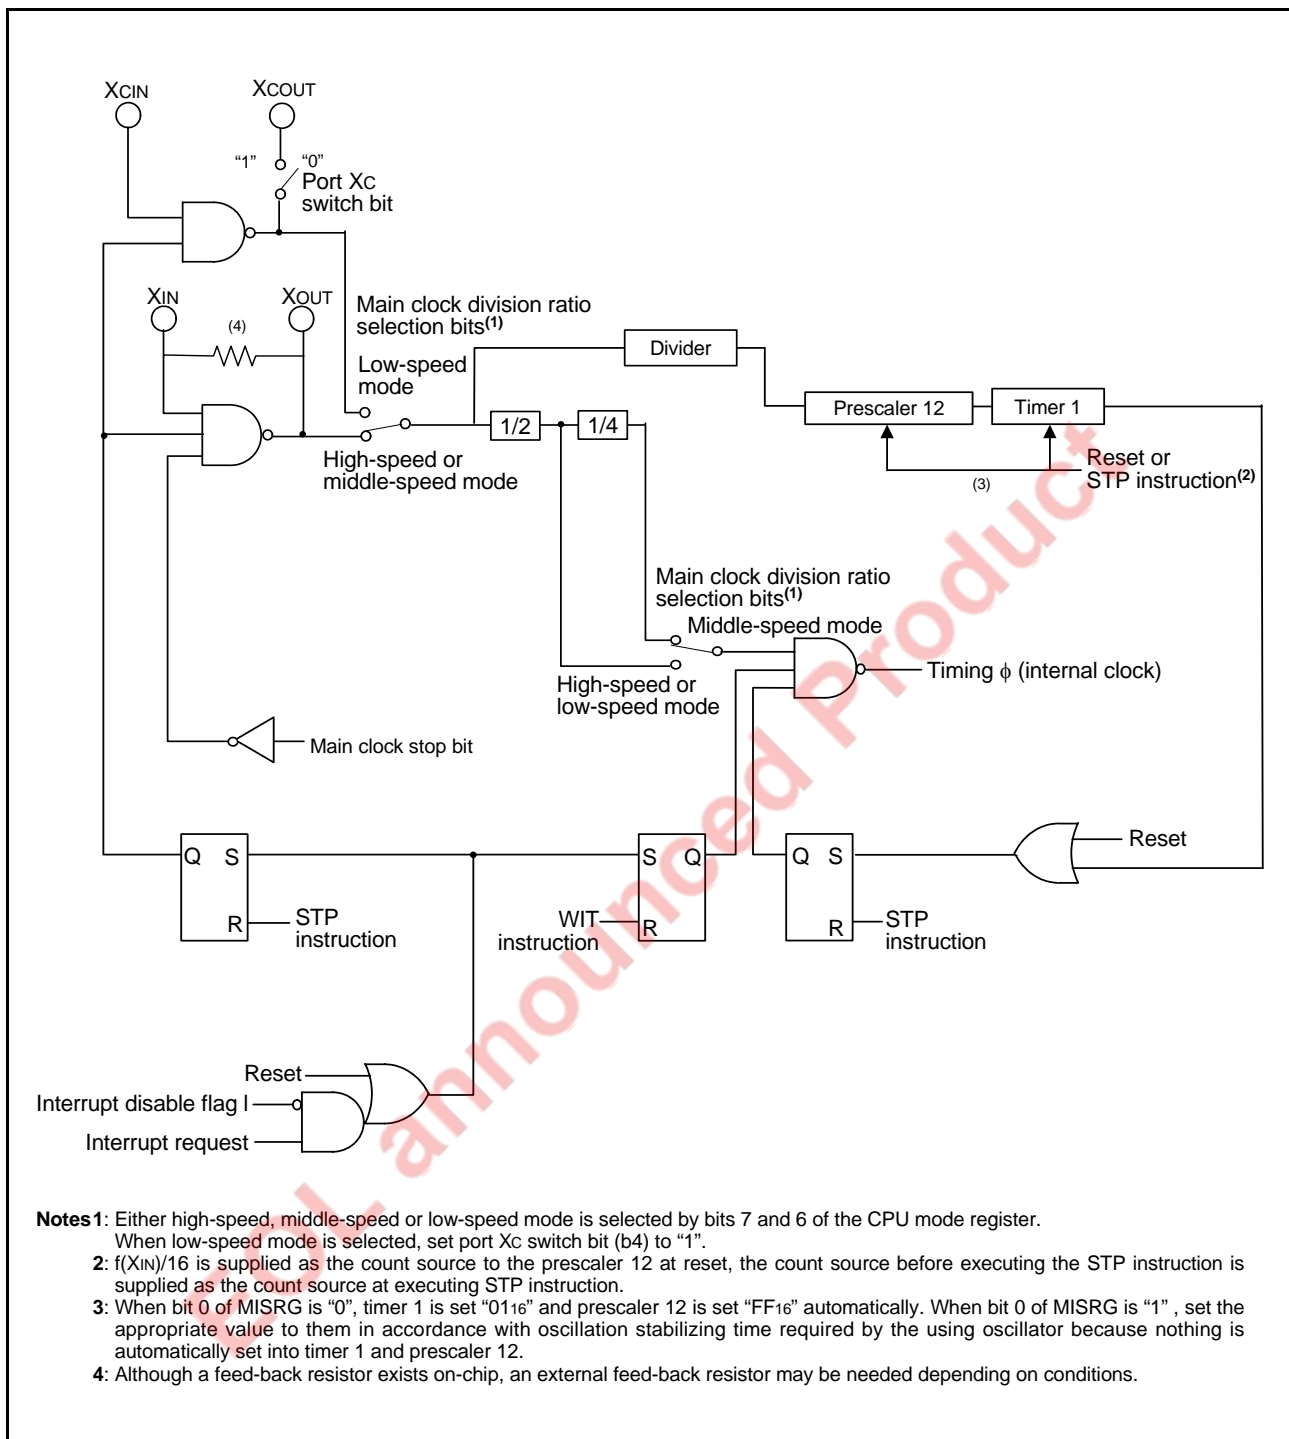 XCIN
XCOUT
“1”
“0”
Port XC
switch bit
XIN
XOUT
(4)
Main clock division ratio
selection bits(1)
Low-speed
mode
Divider
Prescaler 12
Timer 1
1/2
1/4
High-speed or
middle-speed mode
(3)
Reset or
STP instruction(2)
Main clock division ratio
selection bits(1)
Middle-speed mode
Timing ϕ (internal clock)
High-speed or
low-speed mode
Main clock stop bit
Reset
Q S
S Q
Q S
R
STP
instruction
WIT
instruction
R
R
STP
instruction
Reset
Interrupt disable flag I
Interrupt request
Notes1: Either high-speed, middle-speed or low-speed mode is selected by bits 7 and 6 of the CPU mode register.
When low-speed mode is selected, set port XC switch bit (b4) to “1”.
2: f(XIN)/16 is supplied as the count source to the prescaler 12 at reset, the count source before executing the STP instruction is
supplied as the count source at executing STP instruction.
3: When bit 0 of MISRG is “0”, timer 1 is set “0116” and prescaler 12 is set “FF16” automatically. When bit 0 of MISRG is “1” , set the
appropriate value to them in accordance with oscillation stabilizing time required by the using oscillator because nothing is
automatically set into timer 1 and prescaler 12.
4: Although a feed-back resistor exists on-chip, an external feed-back resistor may be needed depending on conditions.
EOL announced Product